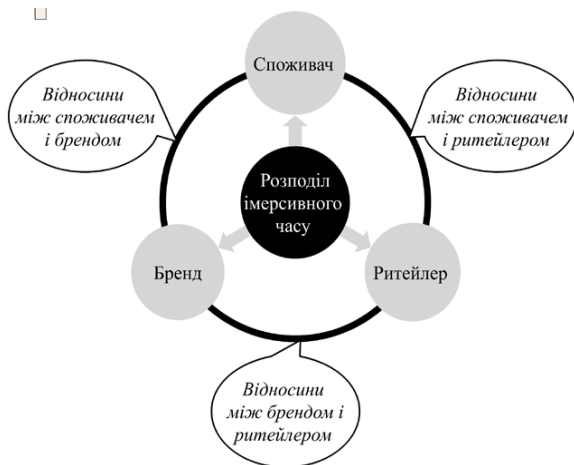 Споживач
Відносини
між споживачем
і брендом
Відносини
між споживачем
і ритейлером
Розподіл
імерсивного
часу
Бренд
Ритейлер
Відносини
між брендом і
ритейлером